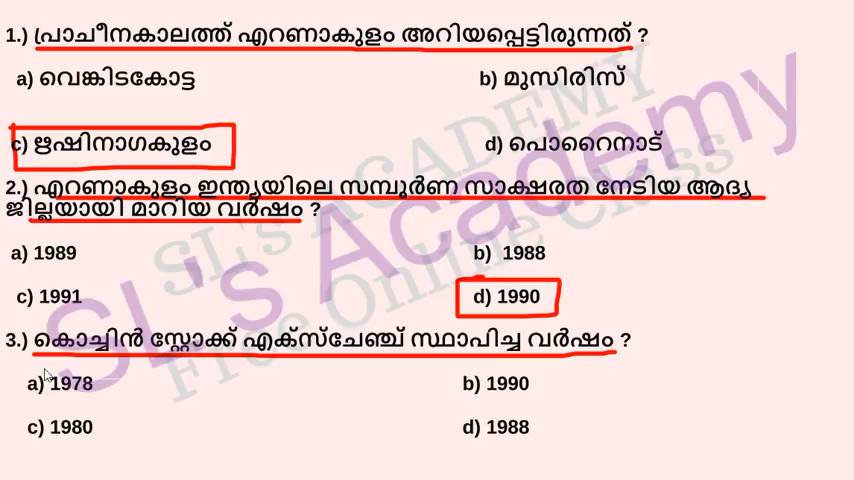 1.) പ്രാചീനകാലത്ത് എറണാകുളം അറിയപ്പെട്ടിരുന്നത് ?
a) വെങ്കിടകോട്ട b) മുസിരിസ്
c) ഋഷിനാഗകുളം d) പൊറൈനാട്
2.) എറണാകുളം ഇന്ത്യയിലെ സമ്പൂർണ സാക്ഷരത നേടിയ ആദ്യ
ജില്ലയായി മാറിയ വർഷം ?
a) 1989 b) 1988
c) 1991 d) 1990
3.) കൊച്ചിൻ സ്റ്റോക്ക് എക്സ്ചേഞ്ച് സ്ഥാപിച്ച വർഷം ?
a) 1978 b) 1990
c) 1980 d) 1988
SL's Academy
SL's ACADEMY
Free Online Class